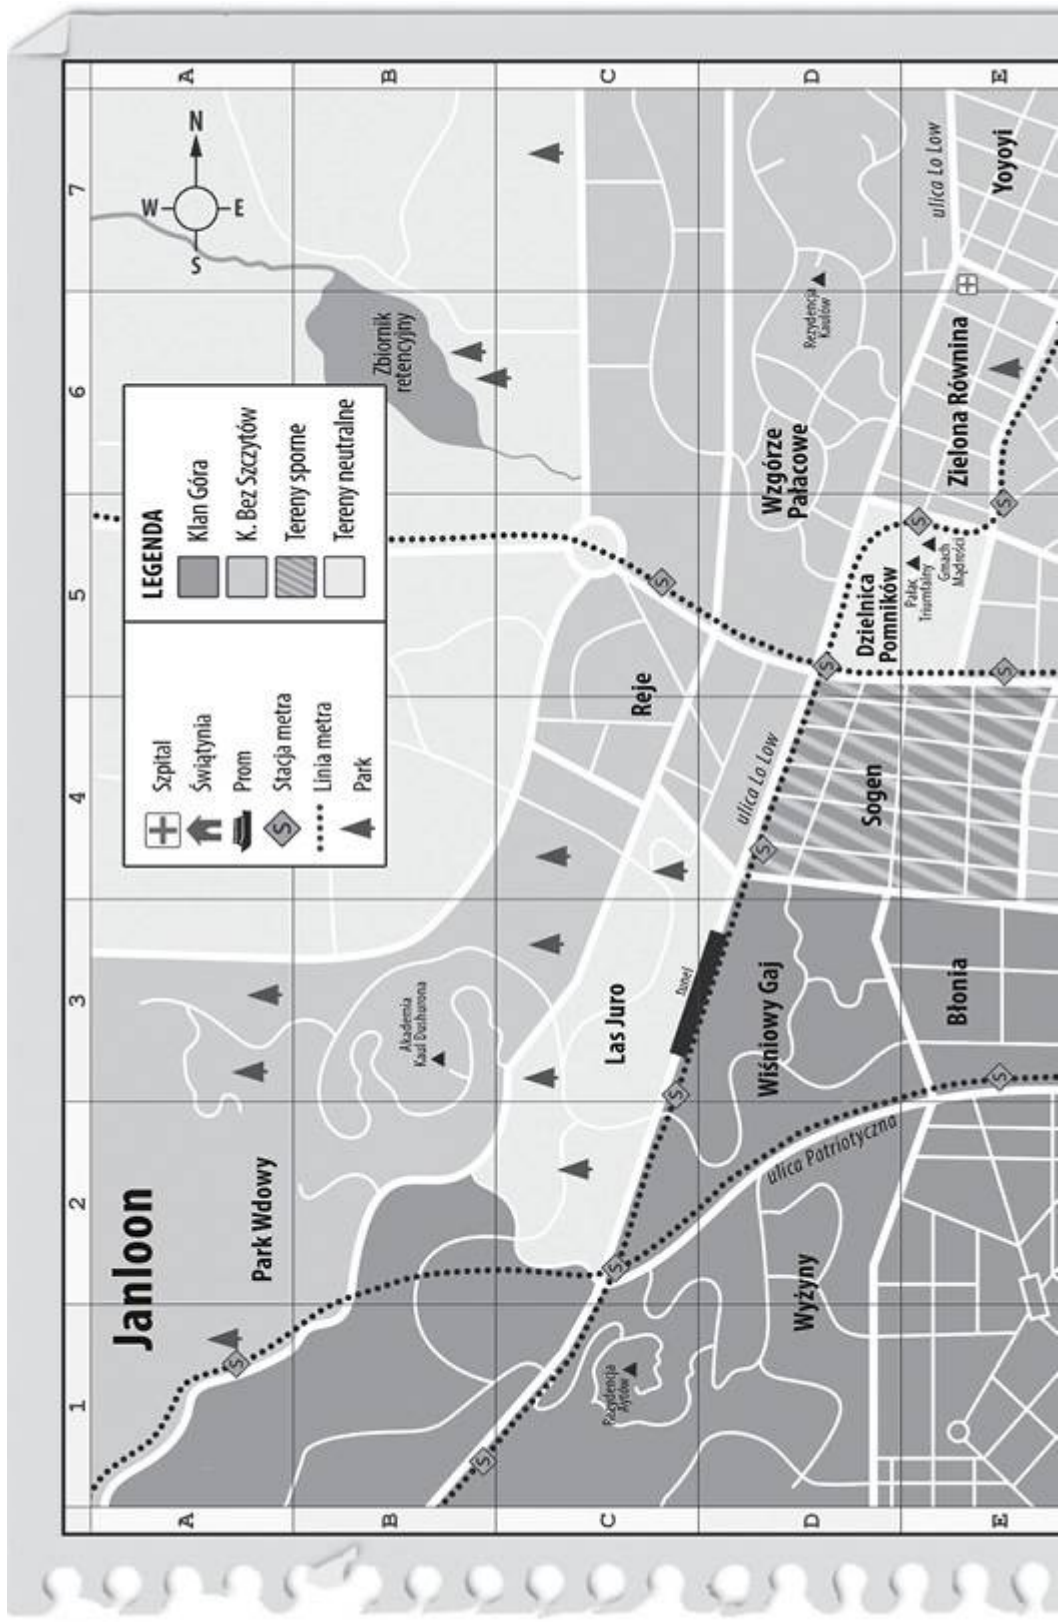 Janloon
A
B
C
D
E
1
2
3
4
5
6
7
A
B
C
D
E
LEGENDA
Szpital
Świątynia
Prom
Stacja metra
Linia metra
Park
Klan Góra
K. Bez Szczytów
Tereny sporne
Tereny neutralne
N
W
E
S
Park Wdowy
Akademia
Kaul Dushurona
Zbiornik
retencyjny
Las Juro
Reje
Tunel
Rezydencja
Aytów
Wyżyny
ulica Patriotyczna
Wiśniowy Gaj
ulica Lo Low
Sogen
Błonia
Wzgórze
Pałacowe
Rezydencja
Kaulów
Dzielnica
Pomników
Pałac
Triumfalny
Gmach
Mądrości
Zielona Równina
ulica Lo Low
Yoyoyi
S
S
S
S
S
S
S
S
S
S
S
S